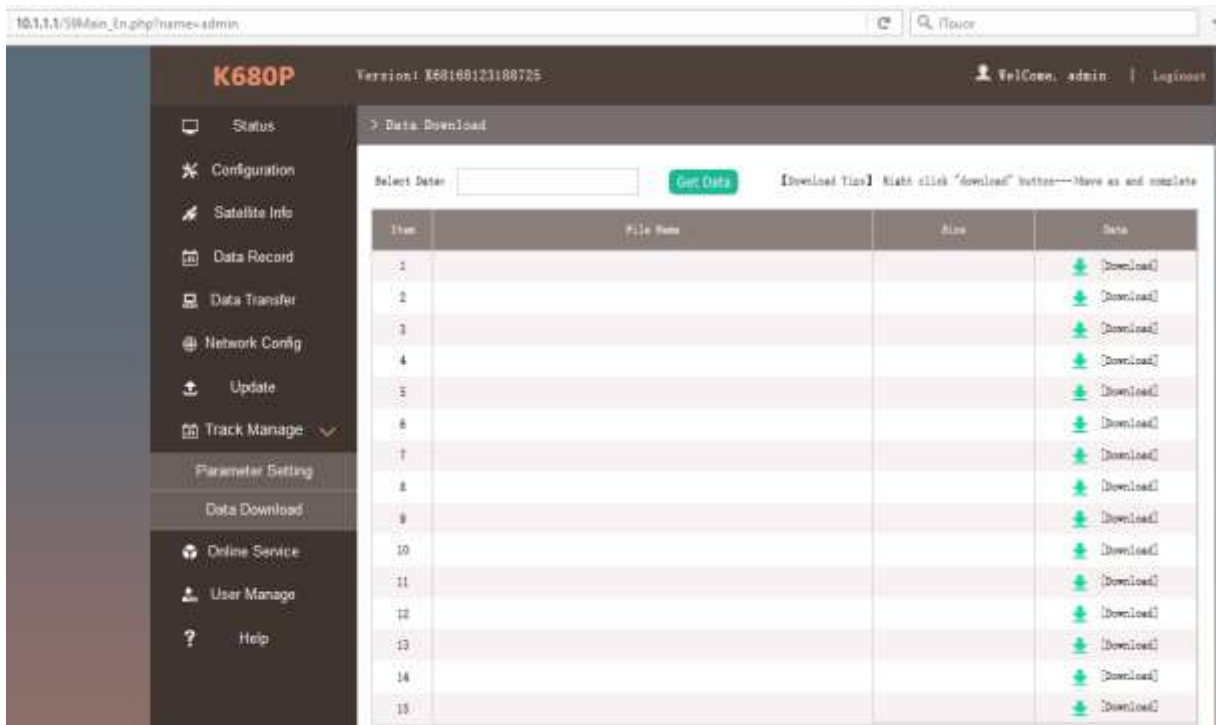 10.1.1.1/S9Main_En.php?name=admin
K680P
Version: K68168123188725
WelCome, admin | Loginout
Status
Configuration
Satellite Info
Data Record
Data Transfer
Network Config
Update
Track Manage
Parameter Setting
Data Download
Online Service
User Manage
? Help
> Data Download
Select Date:
Get Data
【Download Tips】 Right click "download" button---->Save as and complete
Item File Name Size Data
1 [Download]
2 [Download]
3 [Download]
4 [Download]
5 [Download]
6 [Download]
7 [Download]
8 [Download]
9 [Download]
10 [Download]
11 [Download]
12 [Download]
13 [Download]
14 [Download]
15 [Download]